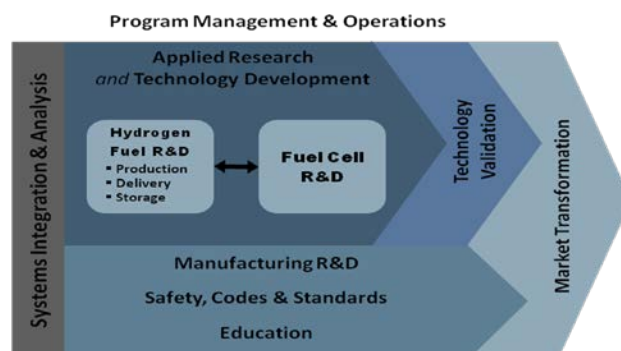 Program Management & Operations
Systems Integration & Analysis
Applied Research
and Technology Development
Hydrogen
Fuel R&D
▪ Production
▪ Delivery
▪ Storage
Fuel Cell
R&D
Technology
Validation
Market Transformation
Manufacturing R&D
Safety, Codes & Standards
Education